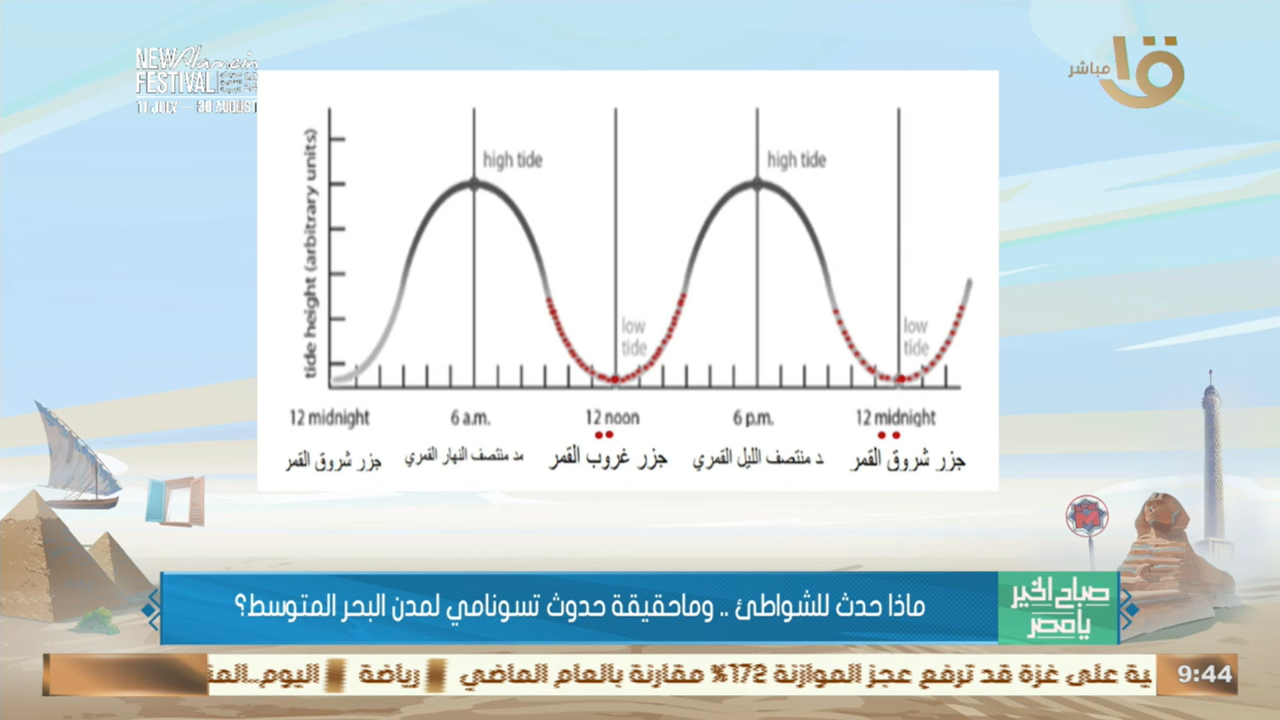 NEW Alamein
FESTIVAL
11 JULY — 30 AUGUS
مباشر
tide height (arbitrary units)
high tide
high tide
low
tide
low
tide
12 midnight
6 a.m.
12 noon
6 p.m.
12 midnight
جزر شروق القمر
مد منتصف النهار القمري
جزر غروب القمر
د منتصف الليل القمري
جزر شروق القمر
ماذا حدث للشواطئ .. وماحقيقة حدوث تسونامي لمدن البحر المتوسط؟
صباح الخير
يا مصر
ية على غزة قد ترفع عجز الموازنة 172% مقارنة بالعام الماضي رياضة اليوم..المن
9:44